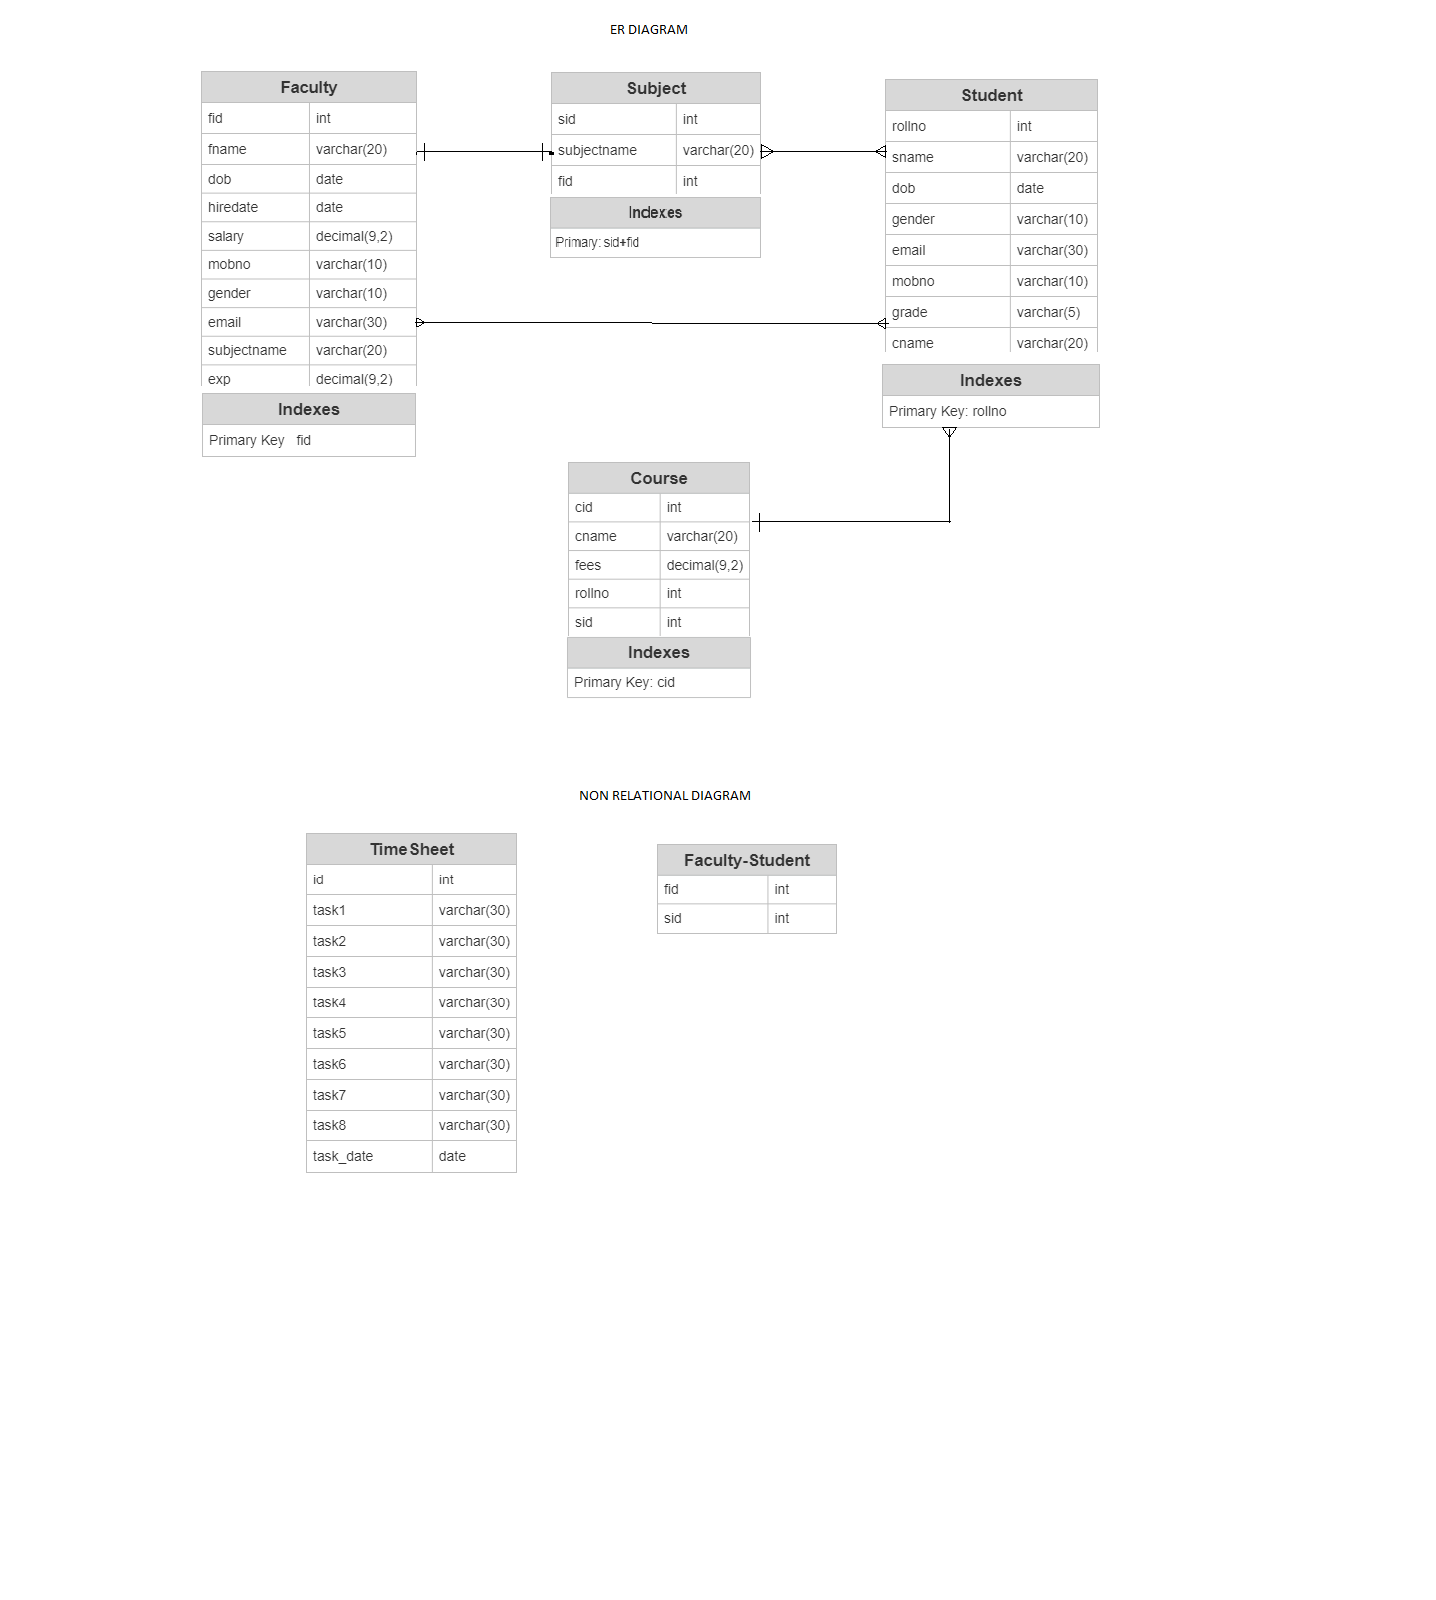 ER DIAGRAM
Faculty
fid int
fname varchar(20)
dob date
hiredate date
salary decimal(9,2)
mobno varchar(10)
gender varchar(10)
email varchar(30)
subjectname varchar(20)
exp decimal(9,2)
Indexes
Primary Key fid
Subject
sid int
subjectname varchar(20)
fid int
Indexes
Primary: sid+fid
Student
rollno int
sname varchar(20)
dob date
gender varchar(10)
email varchar(30)
mobno varchar(10)
grade varchar(5)
cname varchar(20)
Indexes
Primary Key: rollno
Course
cid int
cname varchar(20)
fees decimal(9,2)
rollno int
sid int
Indexes
Primary Key: cid
NON RELATIONAL DIAGRAM
Time Sheet
id int
task1 varchar(30)
task2 varchar(30)
task3 varchar(30)
task4 varchar(30)
task5 varchar(30)
task6 varchar(30)
task7 varchar(30)
task8 varchar(30)
task_date date
Faculty-Student
fid int
sid int